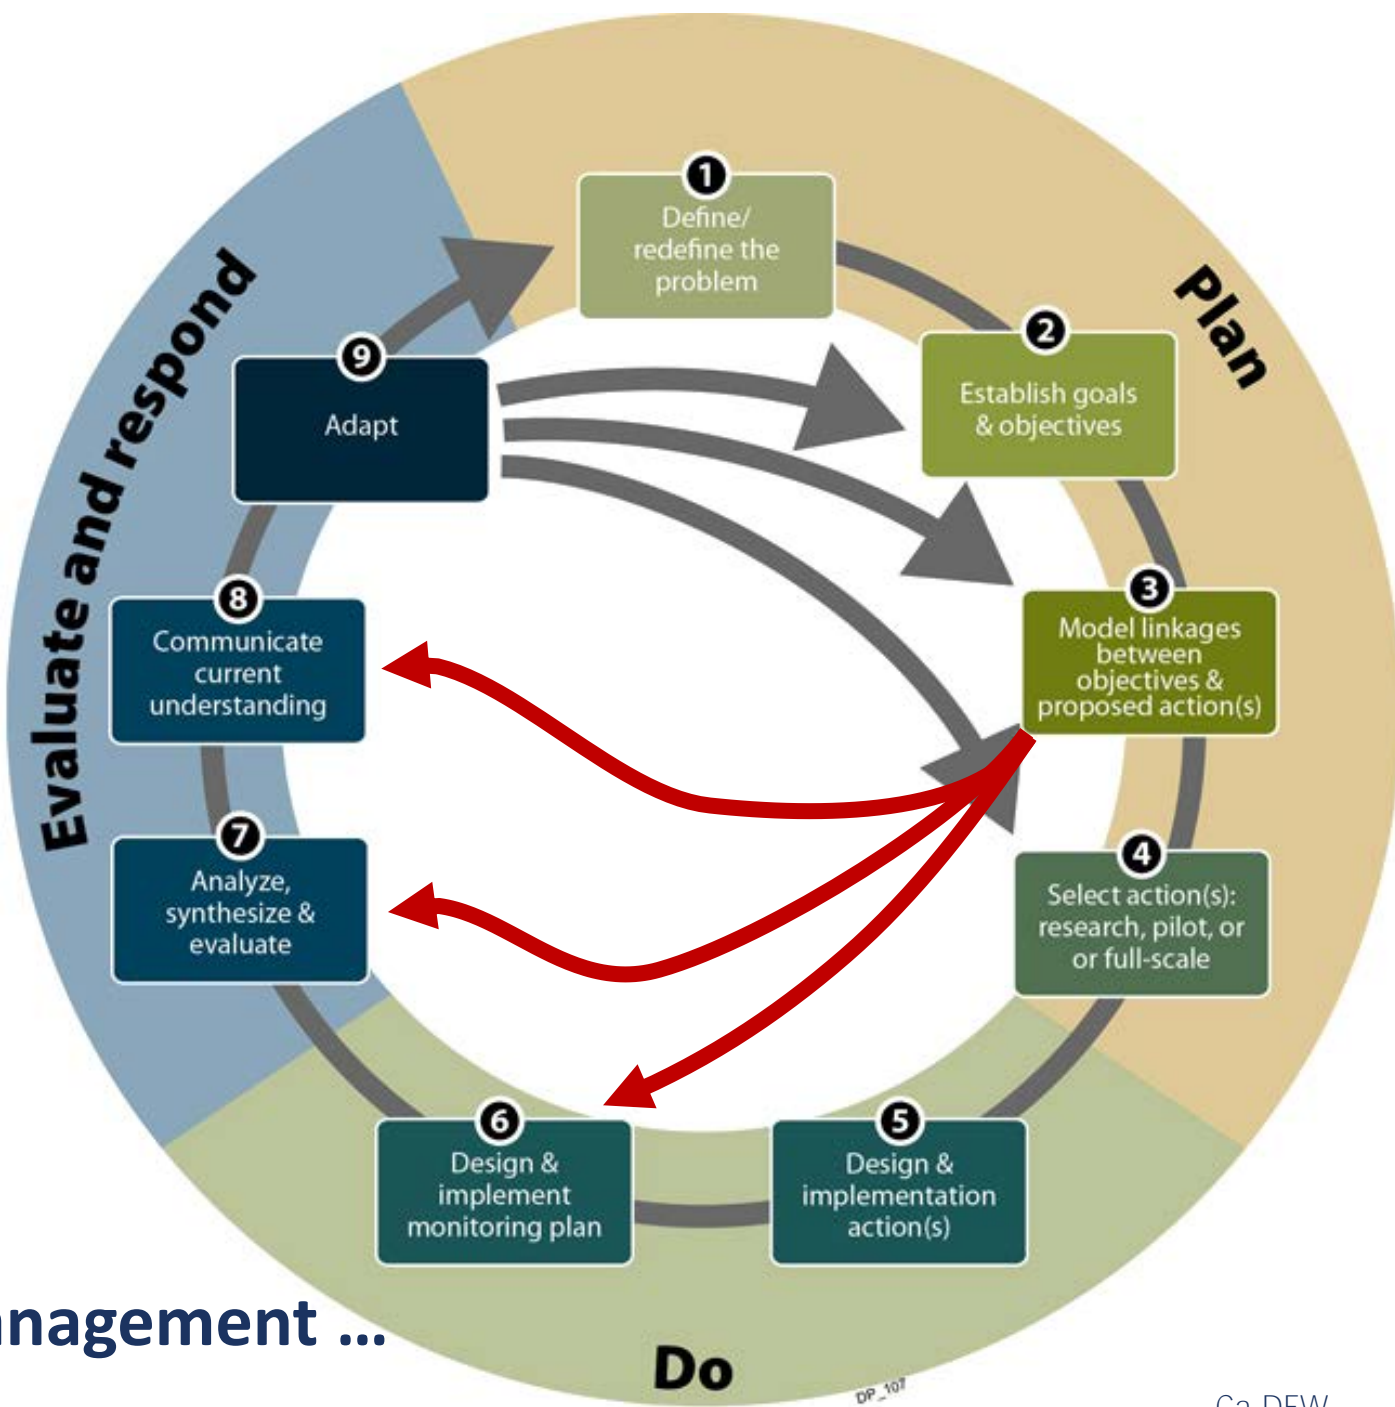 1
Define/
redefine the
problem
2
Establish goals
& objectives
3
Model linkages
between
objectives &
proposed action(s)
4
Select action(s):
research, pilot, or
or full-scale
5
Design &
implementation
action(s)
6
Design &
implement
monitoring plan
7
Analyze,
synthesize &
evaluate
8
Communicate
current
understanding
9
Adapt
Plan
Do
Evaluate and respond
nagement ...
DP_107
Ca DFW